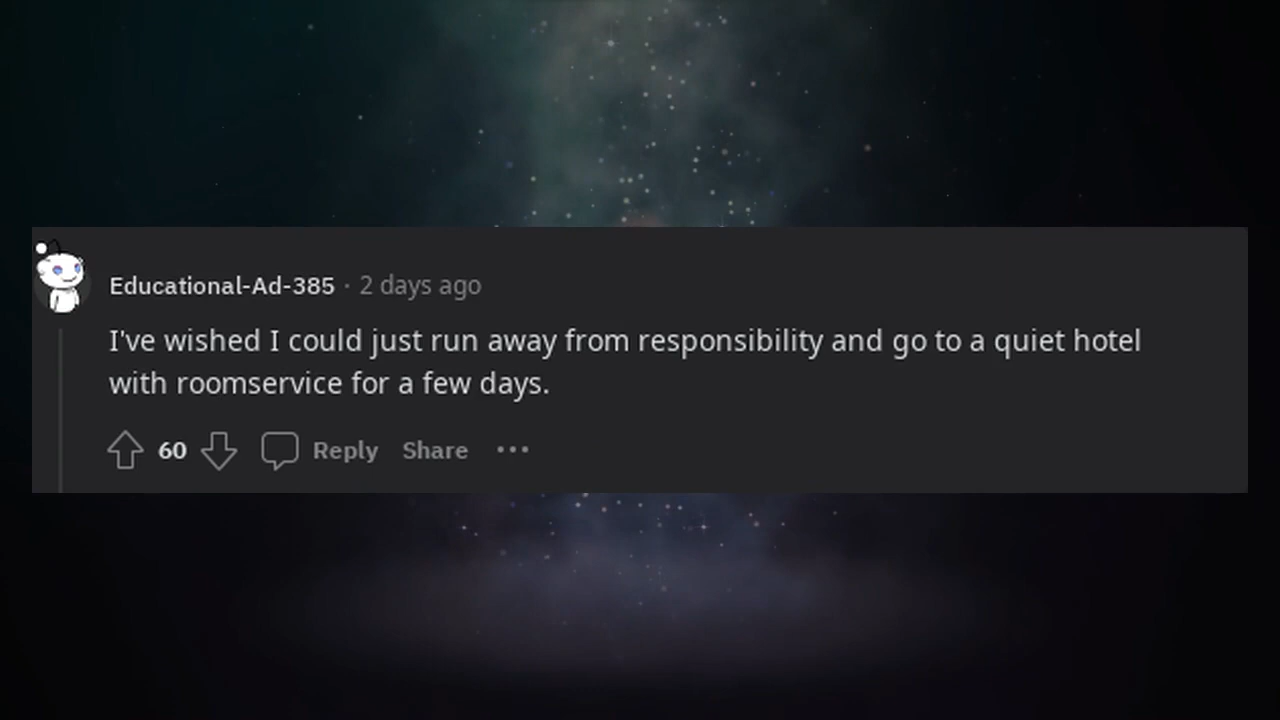 Educational-Ad-385 · 2 days ago
I've wished I could just run away from responsibility and go to a quiet hotel
with roomservice for a few days.
60 Reply Share •••